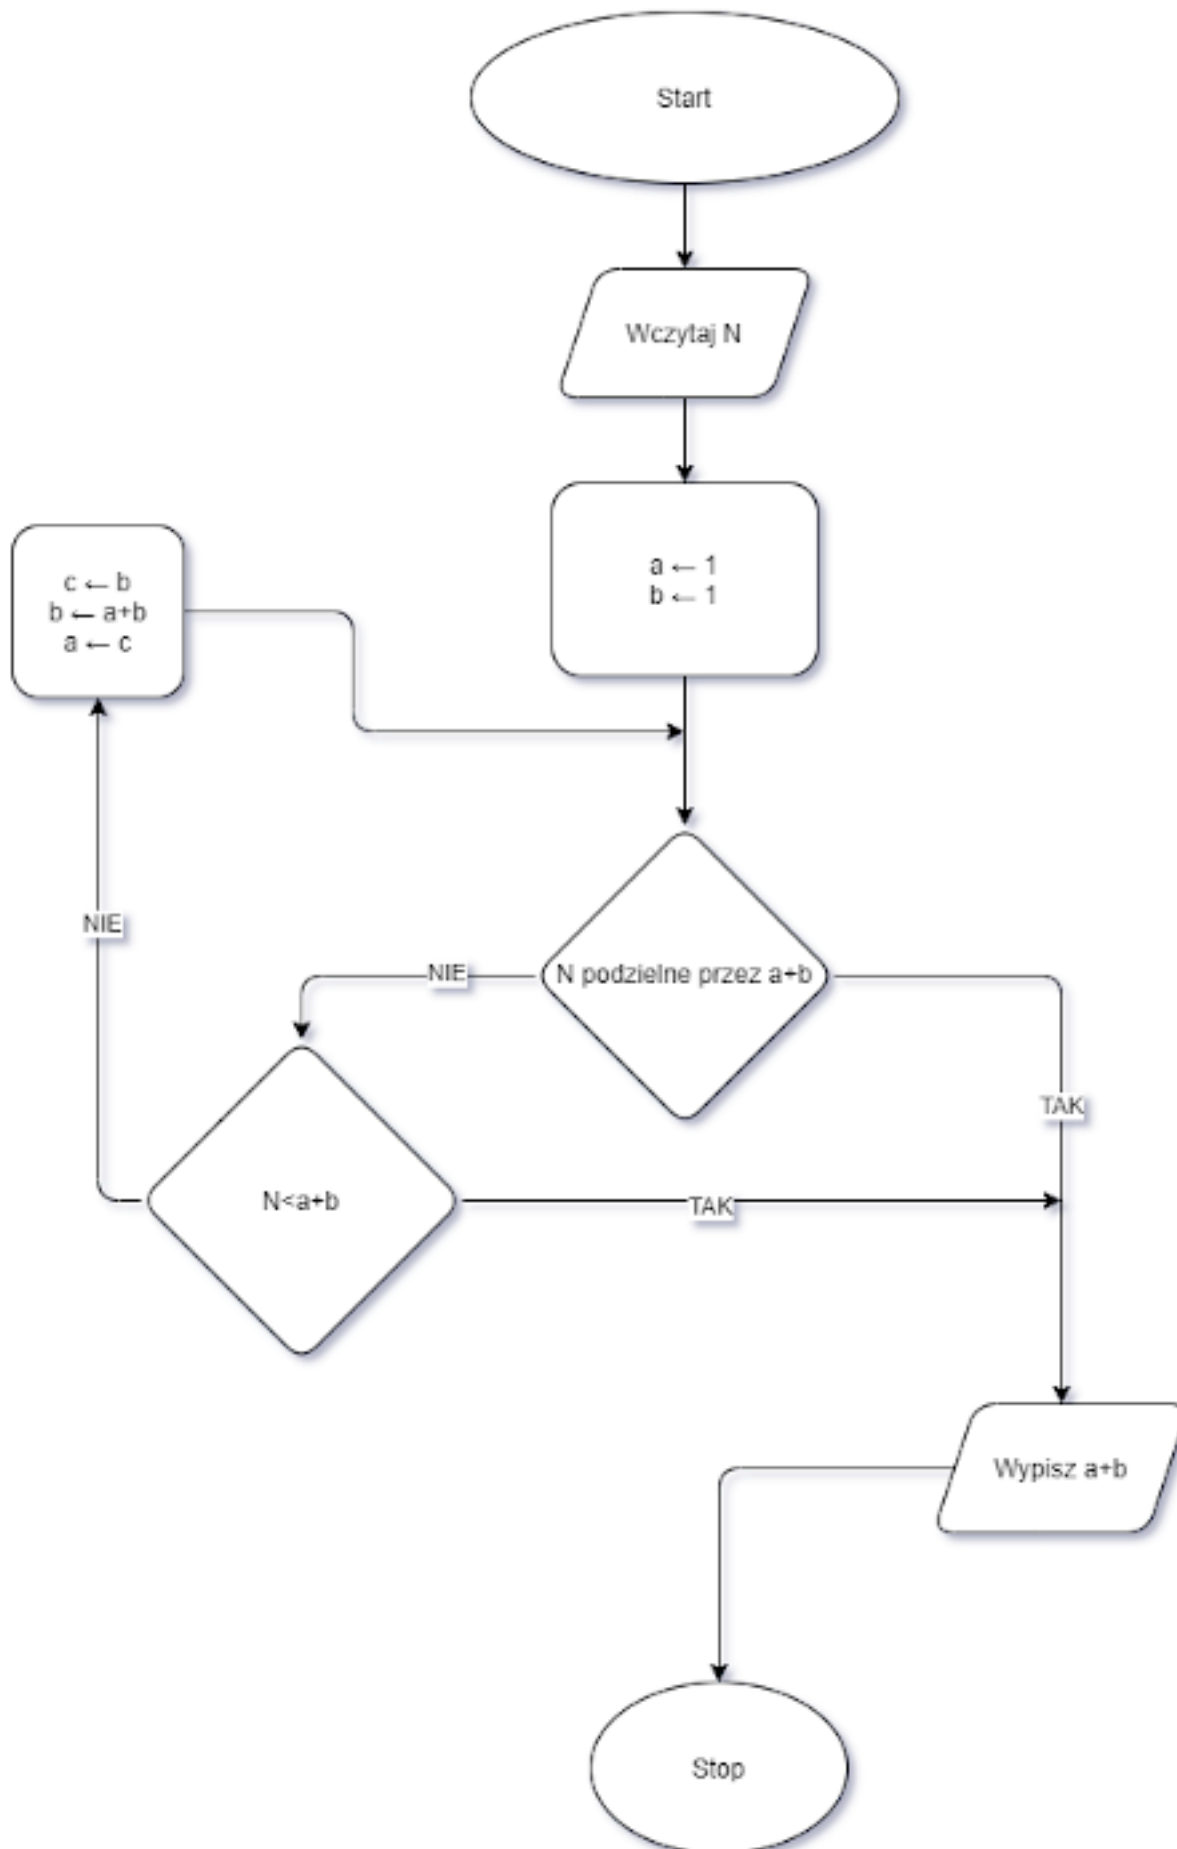 Start
Wczytaj N
a ← 1
b ← 1
c ← b
b ← a+b
a ← c
N podzielne przez a+b
NIE
NIE
TAK
N<a+b
TAK
Wypisz a+b
Stop